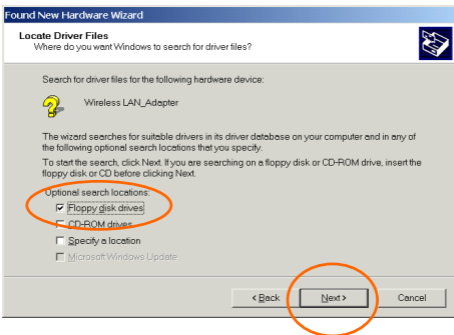 Found New Hardware Wizard
Locate Driver Files
Where do you want Windows to search for driver files?
Search for driver files for the following hardware device:
Wireless LAN_Adapter
The wizard searches for suitable drivers in its driver database on your computer and in any of
the following optional search locations that you specify.
To start the search, click Next. If you are searching on a floppy disk or CD-ROM drive, insert the
floppy disk or CD before clicking Next.
Optional search locations:
Floppy disk drives
CD-ROM drives
Specify a location
Microsoft Windows Update
< Back
Next >
Cancel